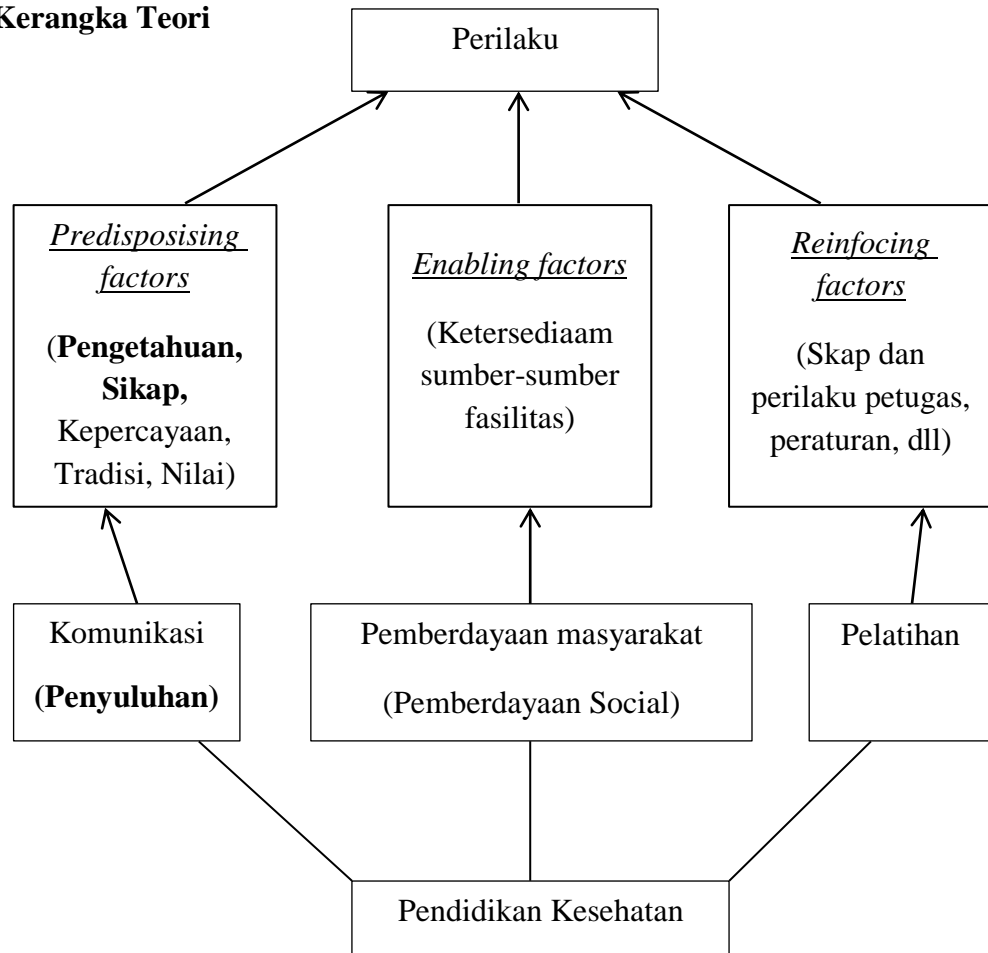 Kerangka Teori
Perilaku
Predisposising
factors
(Pengetahuan,
Sikap,
Kepercayaan,
Tradisi, Nilai)
Enabling factors
(Ketersediaam
sumber-sumber
fasilitas)
Reinfocing
factors
(Skap dan
perilaku petugas,
peraturan, dll)
Komunikasi
(Penyuluhan)
Pemberdayaan masyarakat
(Pemberdayaan Social)
Pelatihan
Pendidikan Kesehatan